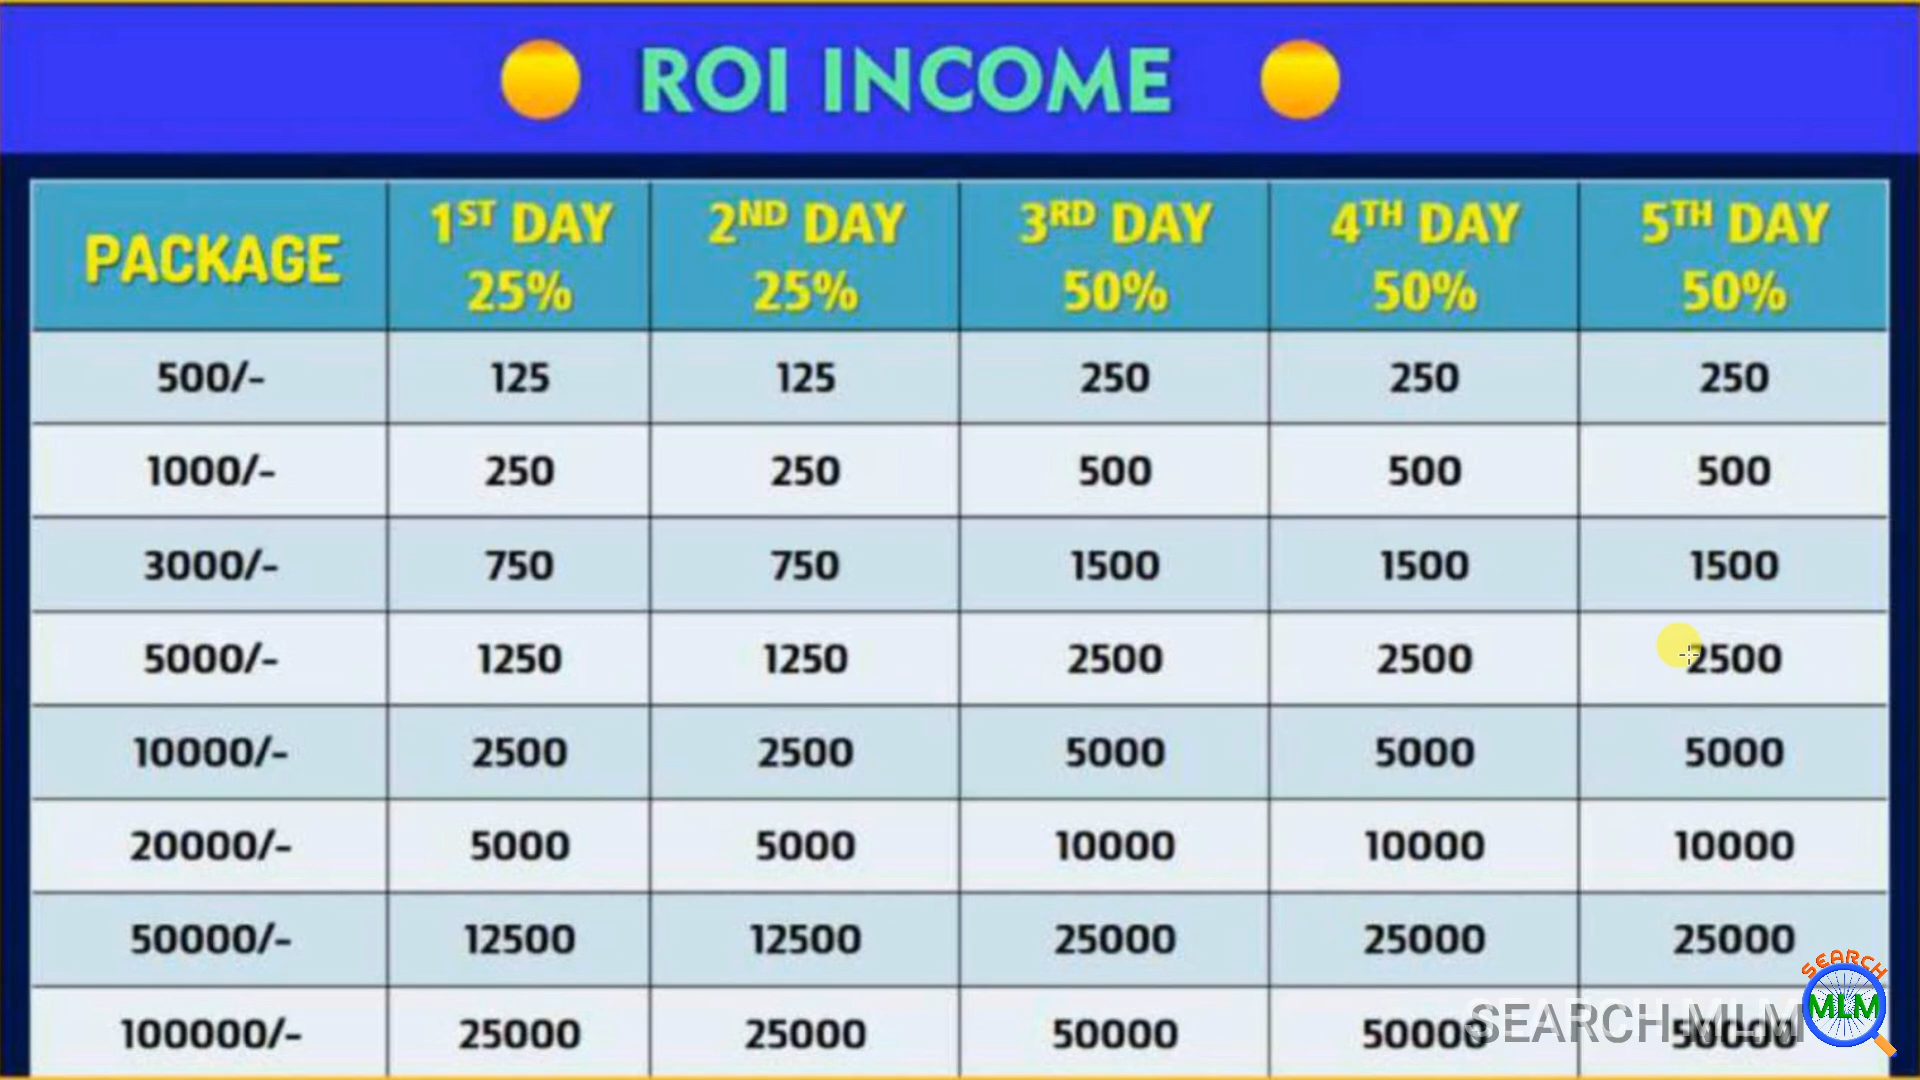 ROI INCOME
PACKAGE 1ST DAY 25% 2ND DAY 25% 3RD DAY 50% 4TH DAY 50% 5TH DAY 50%
500/- 125 125 250 250 250
1000/- 250 250 500 500 500
3000/- 750 750 1500 1500 1500
5000/- 1250 1250 2500 2500 2500
10000/- 2500 2500 5000 5000 5000
20000/- 5000 5000 10000 10000 10000
50000/- 12500 12500 25000 25000 25000
100000/- 25000 25000 50000 50000 50000
SEARCH MLM
SEARCH
MLM